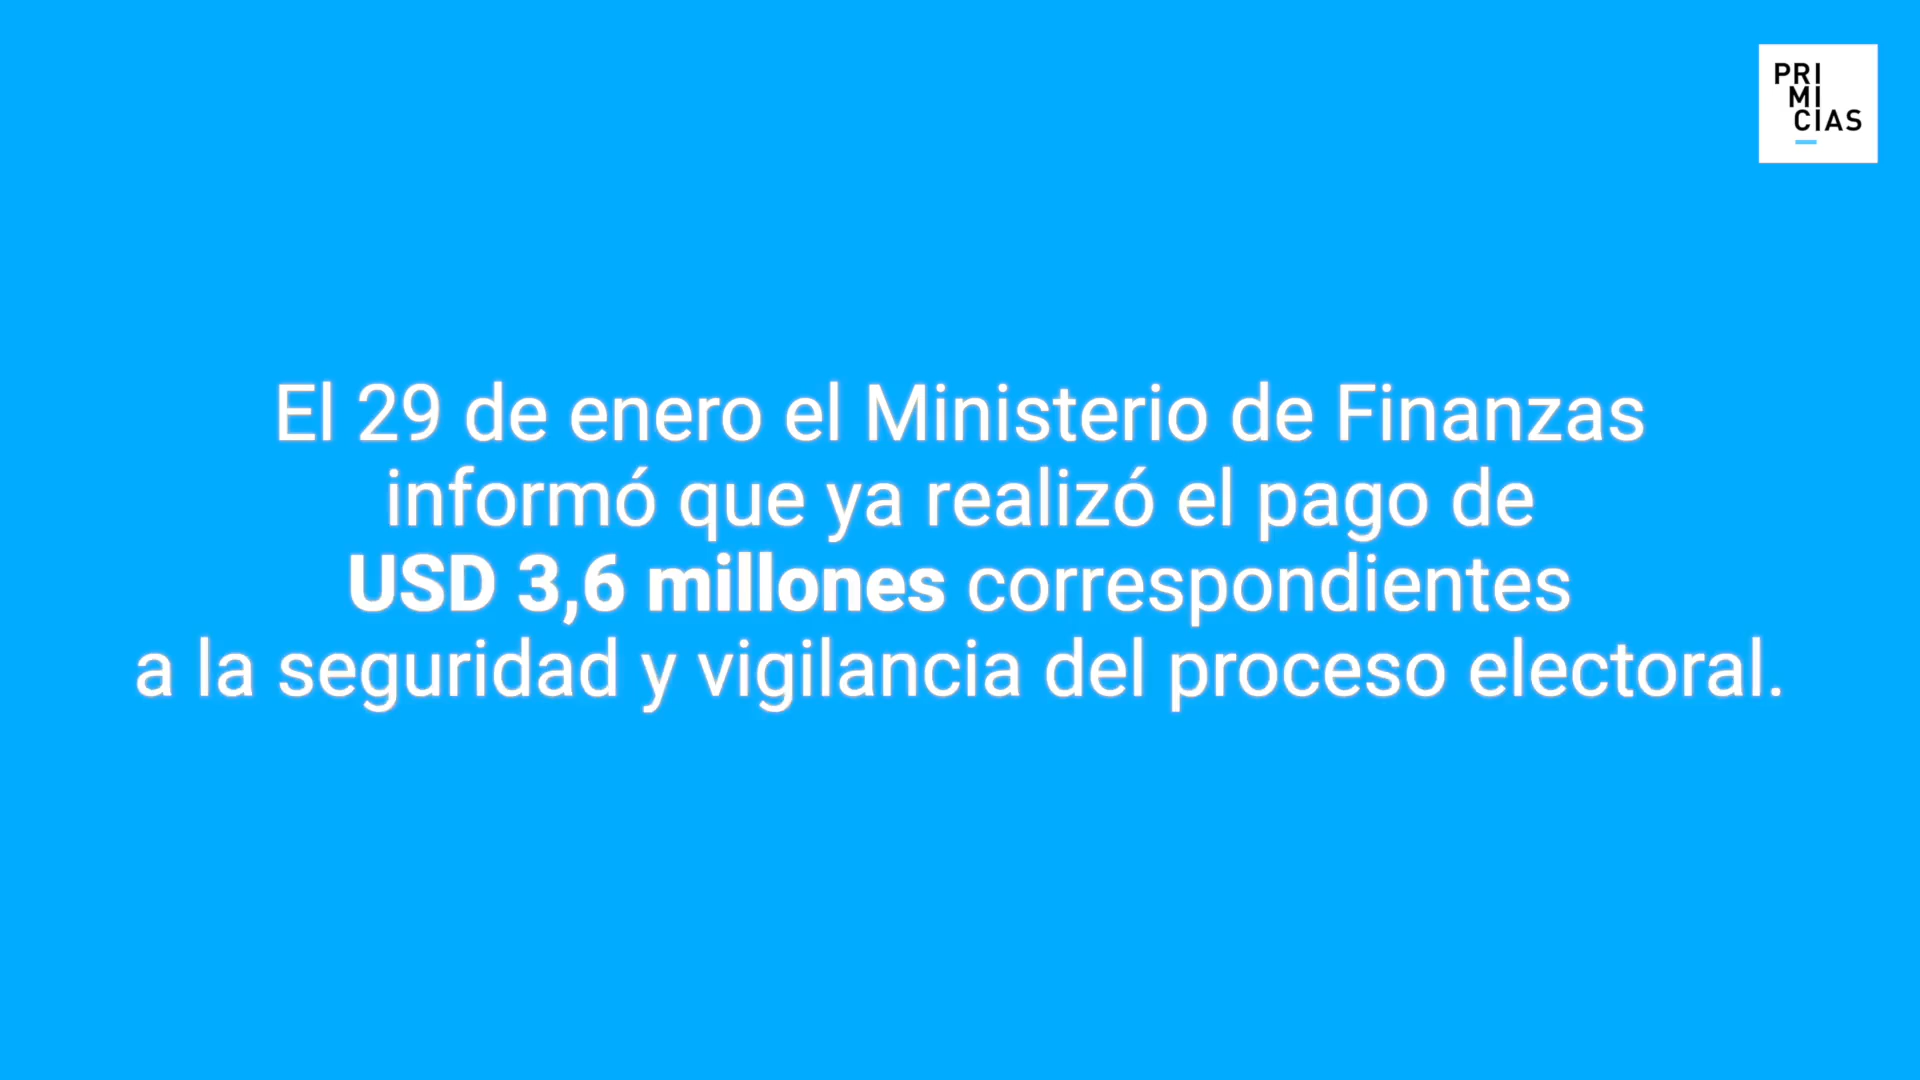 PRI
MI
CIAS
El 29 de enero el Ministerio de Finanzas
informó que ya realizó el pago de
USD 3,6 millones correspondientes
a la seguridad y vigilancia del proceso electoral.